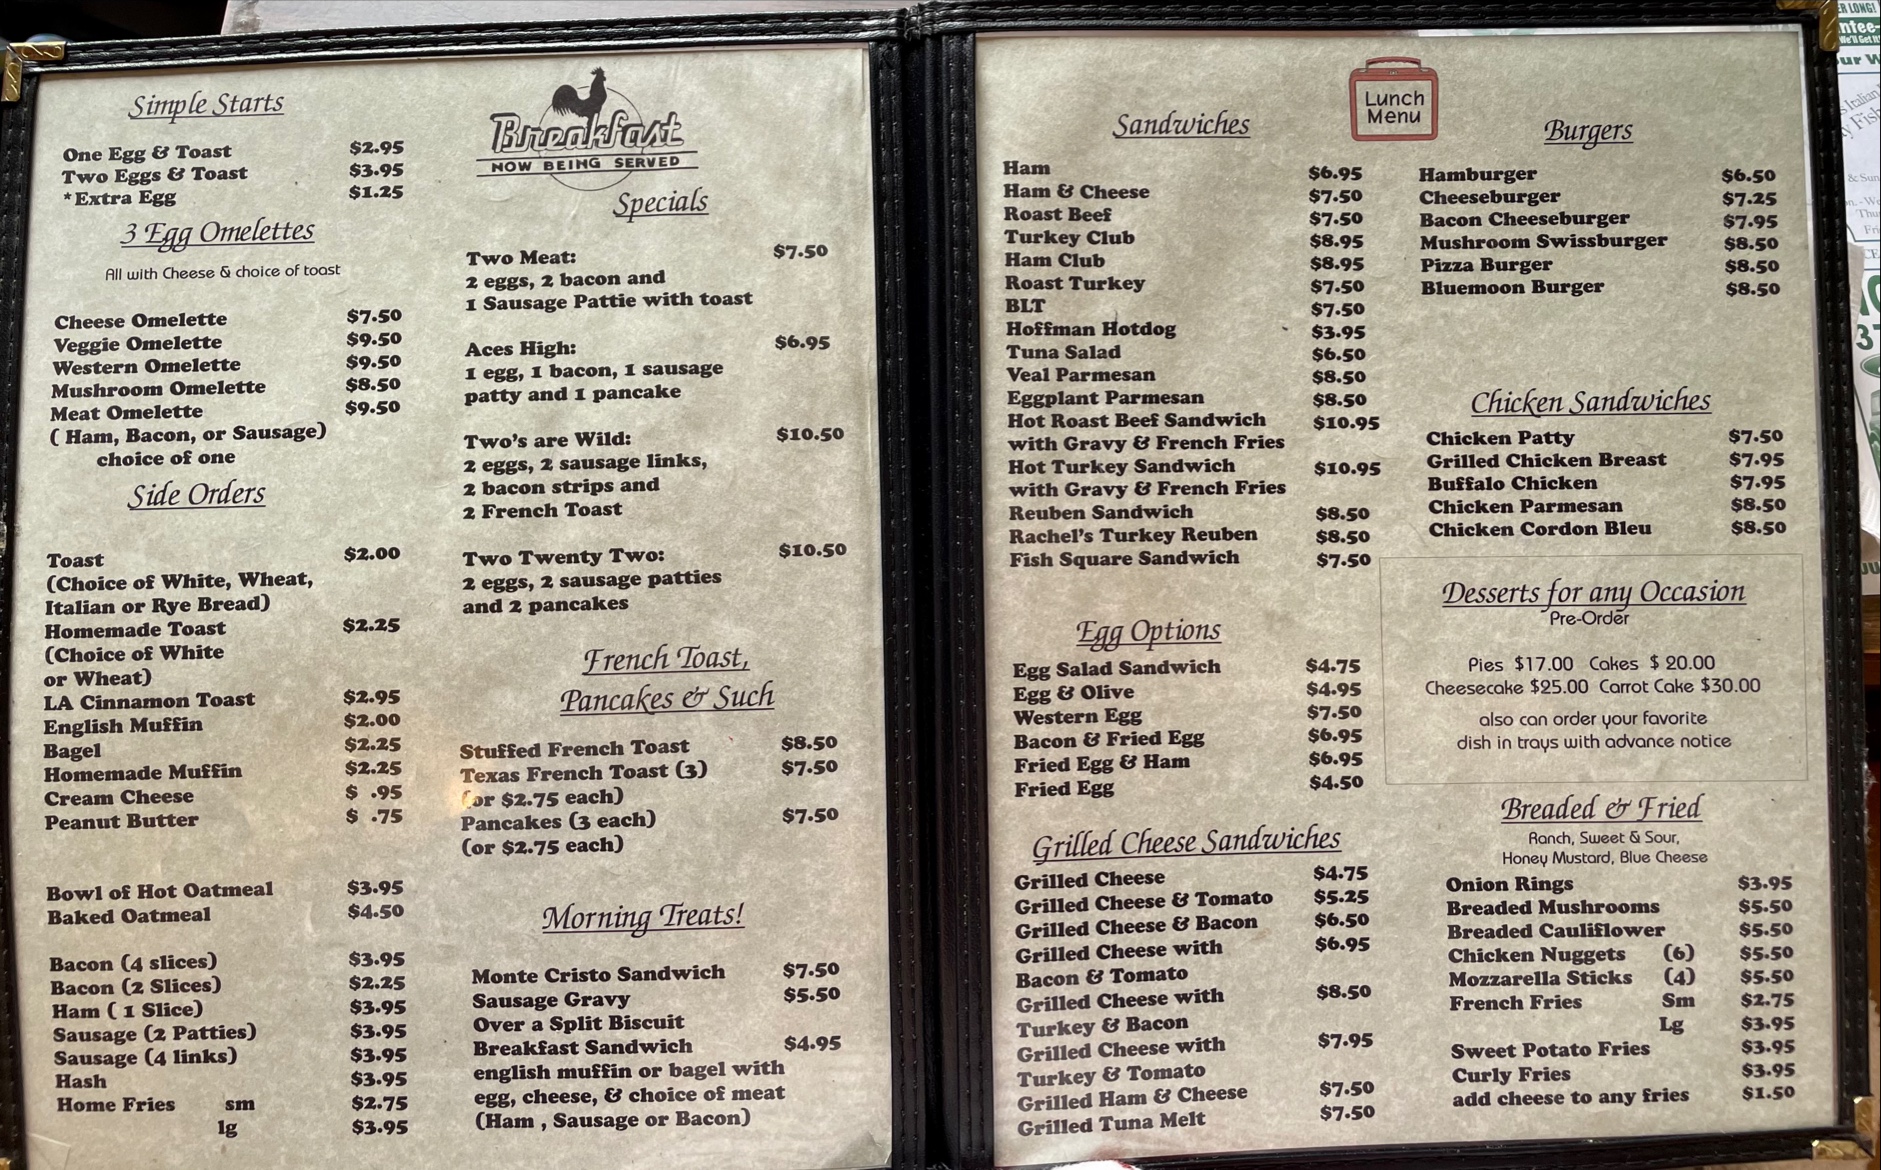 Simple Starts
One Egg & Toast $2.95
Two Eggs & Toast $3.95
*Extra Egg $1.25
3 Egg Omelettes
All with Cheese & choice of toast
Cheese Omelette $7.50
Veggie Omelette $9.50
Western Omelette $9.50
Mushroom Omelette $8.50
Meat Omelette $9.50
( Ham, Bacon, or Sausage)
choice of one
Side Orders
Toast $2.00
(Choice of White, Wheat,
Italian or Rye Bread)
Homemade Toast $2.25
(Choice of White
or Wheat)
LA Cinnamon Toast $2.95
English Muffin $2.00
Bagel $2.25
Homemade Muffin $2.25
Cream Cheese $ .95
Peanut Butter $ .75
Bowl of Hot Oatmeal $3.95
Baked Oatmeal $4.50
Bacon (4 slices) $3.95
Bacon (2 Slices) $2.25
Ham ( 1 Slice) $3.95
Sausage (2 Patties) $3.95
Sausage (4 links) $3.95
Hash $3.95
Home Fries sm $2.75
lg $3.95
Breakfast
NOW BEING SERVED
Specials
Two Meat: $7.50
2 eggs, 2 bacon and
1 Sausage Pattie with toast
Aces High: $6.95
1 egg, 1 bacon, 1 sausage
patty and 1 pancake
Two's are Wild: $10.50
2 eggs, 2 sausage links,
2 bacon strips and
2 French Toast
Two Twenty Two: $10.50
2 eggs, 2 sausage patties
and 2 pancakes
French Toast,
Pancakes & Such
Stuffed French Toast $8.50
Texas French Toast (3) $7.50
(or $2.75 each)
Pancakes (3 each) $7.50
(or $2.75 each)
Morning Treats!
Monte Cristo Sandwich $7.50
Sausage Gravy $5.50
Over a Split Biscuit
Breakfast Sandwich $4.95
english muffin or bagel with
egg, cheese, & choice of meat
(Ham , Sausage or Bacon)
Lunch
Menu
Sandwiches
Ham $6.95
Ham & Cheese $7.50
Roast Beef $7.50
Turkey Club $8.95
Ham Club $8.95
Roast Turkey $7.50
BLT $7.50
Hoffman Hotdog $3.95
Tuna Salad $6.50
Veal Parmesan $8.50
Eggplant Parmesan $8.50
Hot Roast Beef Sandwich $10.95
with Gravy & French Fries
Hot Turkey Sandwich $10.95
with Gravy & French Fries
Reuben Sandwich $8.50
Rachel's Turkey Reuben $8.50
Fish Square Sandwich $7.50
Egg Options
Egg Salad Sandwich $4.75
Egg & Olive $4.95
Western Egg $7.50
Bacon & Fried Egg $6.95
Fried Egg & Ham $6.95
Fried Egg $4.50
Grilled Cheese Sandwiches
Grilled Cheese $4.75
Grilled Cheese & Tomato $5.25
Grilled Cheese & Bacon $6.50
Grilled Cheese with $6.95
Bacon & Tomato
Grilled Cheese with $8.50
Turkey & Bacon
Grilled Cheese with $7.95
Turkey & Tomato
Grilled Ham & Cheese $7.50
Grilled Tuna Melt $7.50
Burgers
Hamburger $6.50
Cheeseburger $7.25
Bacon Cheeseburger $7.95
Mushroom Swissburger $8.50
Pizza Burger $8.50
Bluemoon Burger $8.50
Chicken Sandwiches
Chicken Patty $7.50
Grilled Chicken Breast $7.95
Buffalo Chicken $7.95
Chicken Parmesan $8.50
Chicken Cordon Bleu $8.50
Desserts for any Occasion
Pre-Order
Pies $17.00 Cakes $ 20.00
Cheesecake $25.00 Carrot Cake $30.00
also can order your favorite
dish in trays with advance notice
Breaded & Fried
Ranch, Sweet & Sour,
Honey Mustard, Blue Cheese
Onion Rings $3.95
Breaded Mushrooms $5.50
Breaded Cauliflower $5.50
Chicken Nuggets (6) $5.50
Mozzarella Sticks (4) $5.50
French Fries Sm $2.75
Lg $3.95
Sweet Potato Fries $3.95
Curly Fries $3.95
add cheese to any fries $1.50